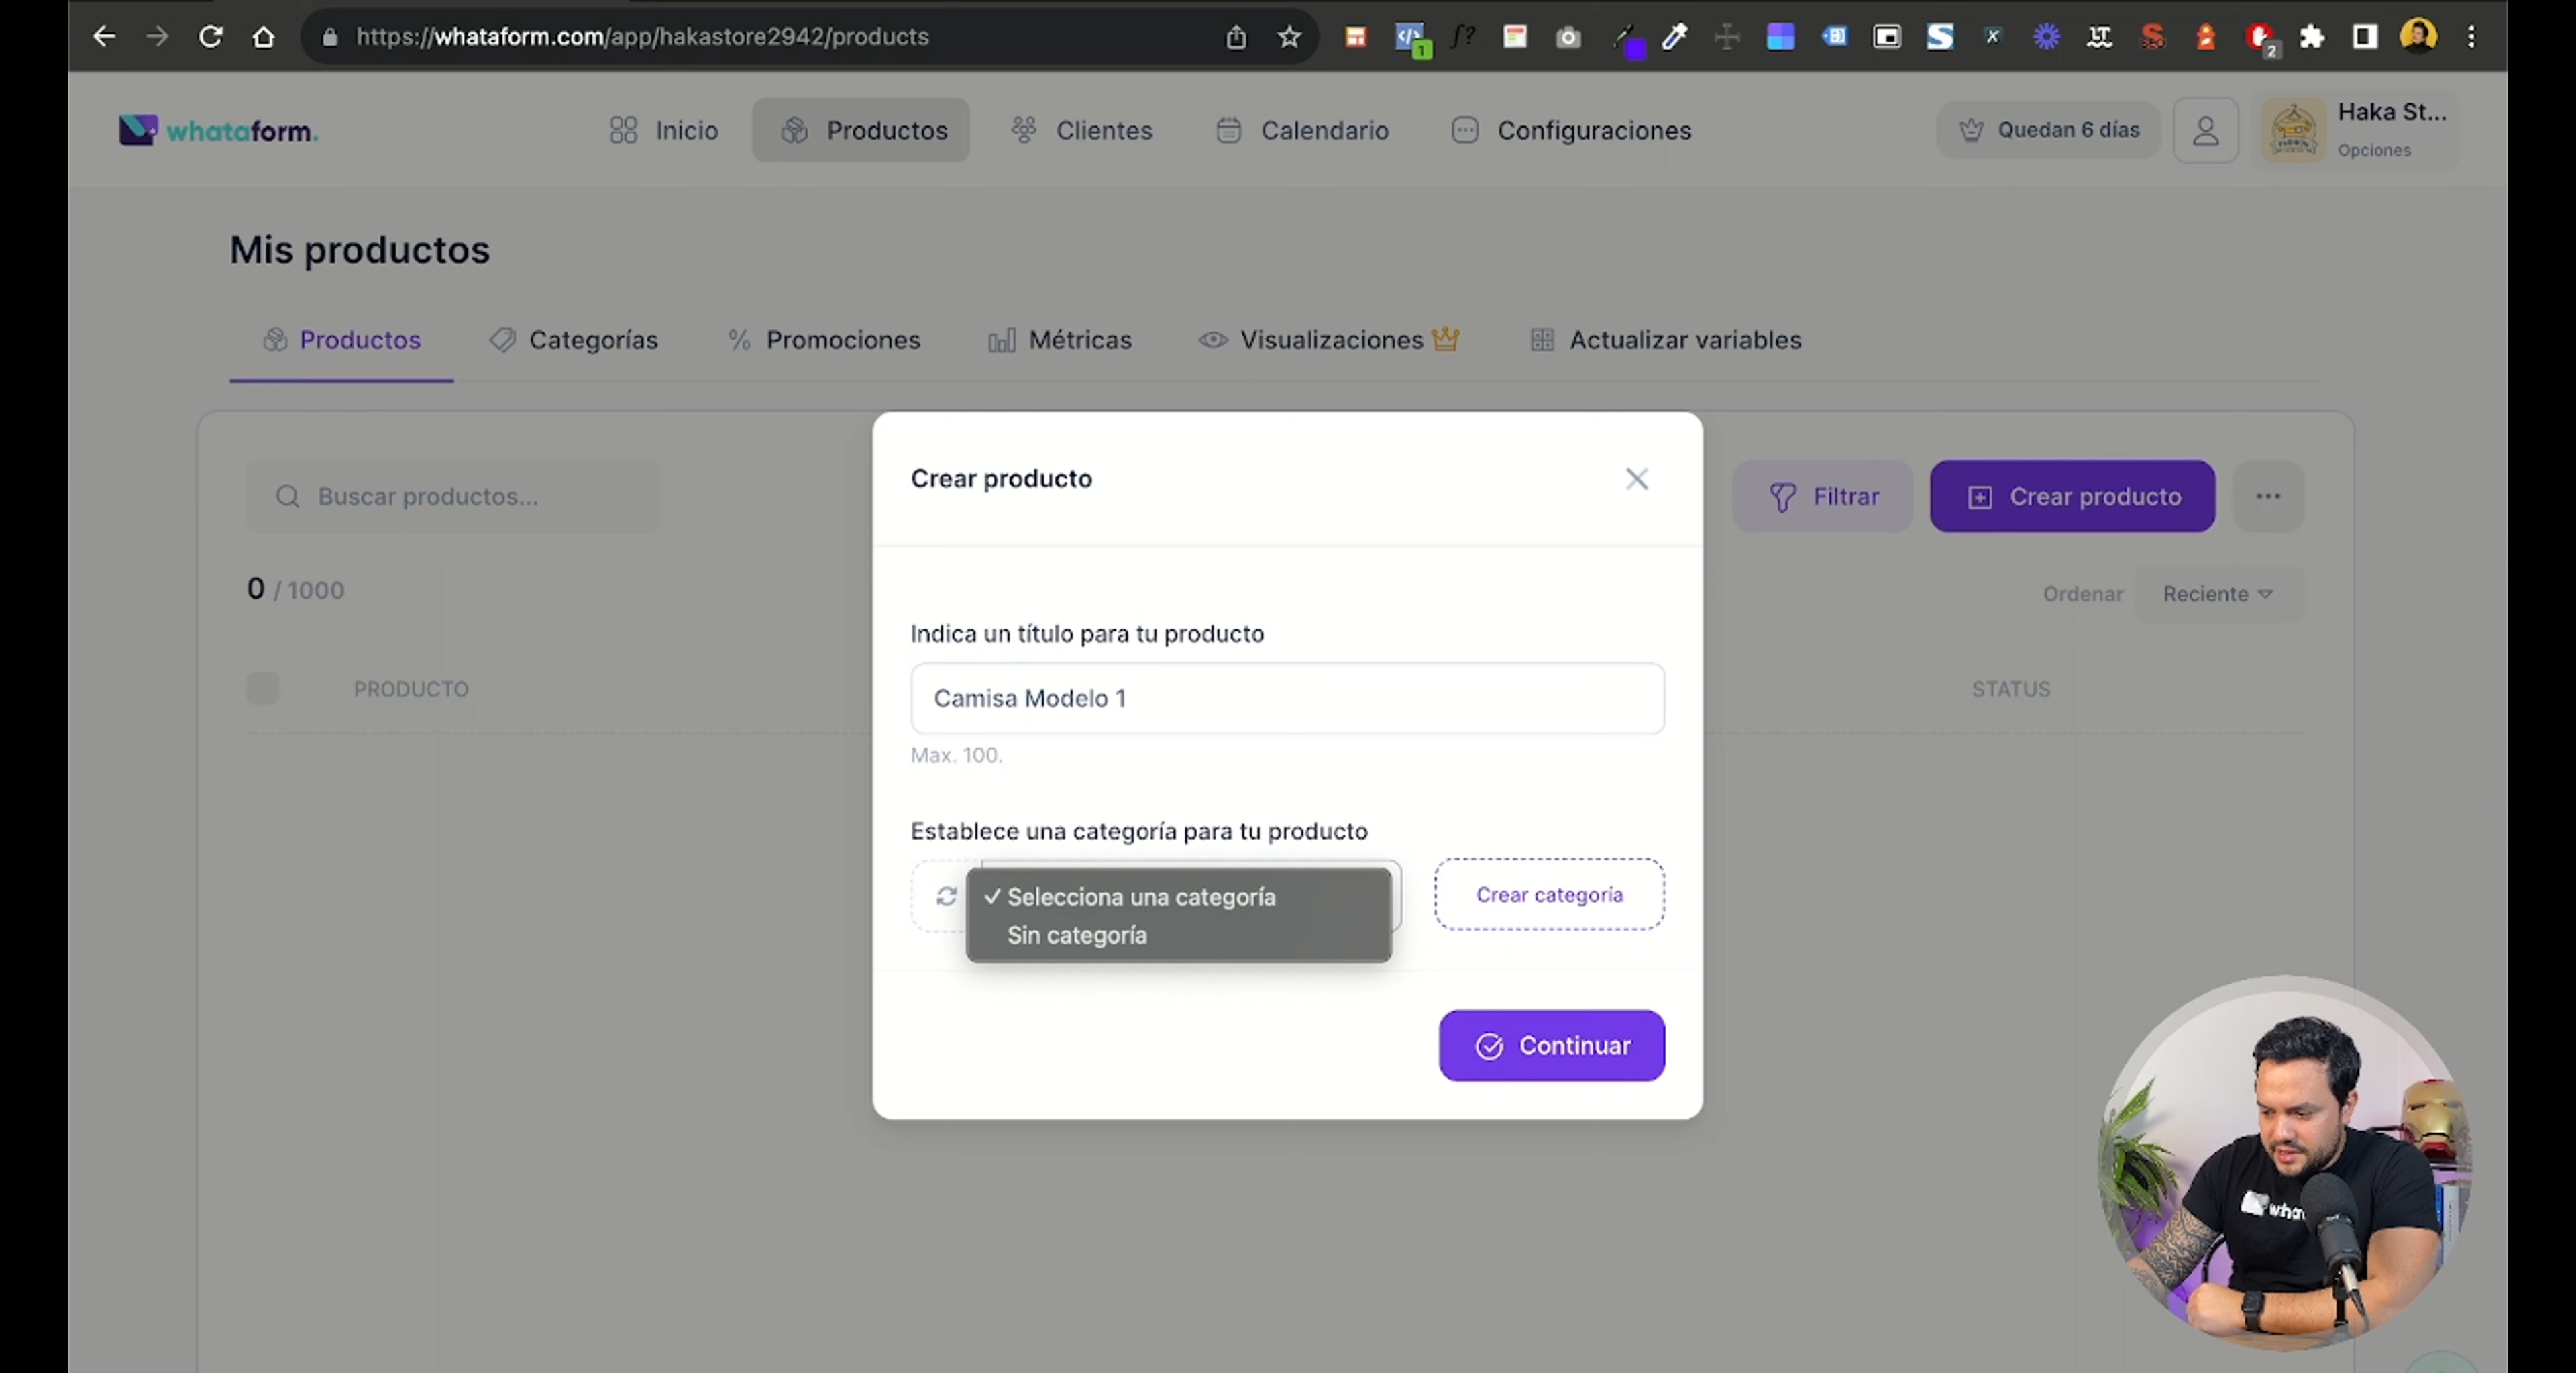 https://whataform.com/app/hakastore2942/products
1
2
whataform.
Inicio
Productos
Clientes
Calendario
Configuraciones
Quedan 6 días
Haka St...
Opciones
Mis productos
Productos
Categorías
Promociones
Métricas
Visualizaciones
Actualizar variables
Buscar productos...
Filtrar
Crear producto
0 / 1000
Ordenar
Reciente
PRODUCTO
STATUS
Crear producto
Indica un título para tu producto
Camisa Modelo 1
Max. 100.
Establece una categoría para tu producto
Selecciona una categoría
Sin categoría
Crear categoría
Continuar